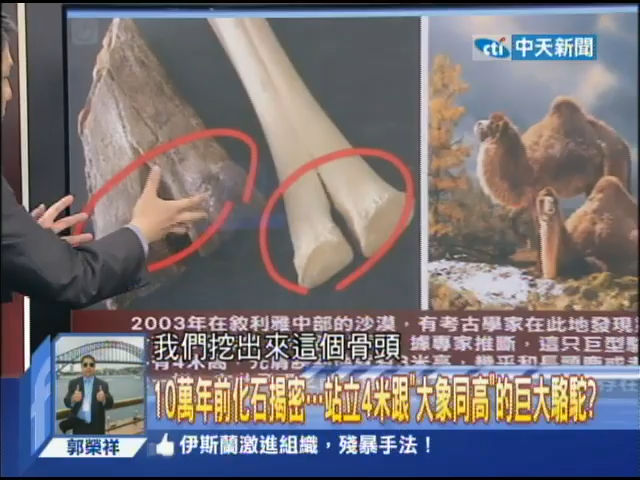 cti 中天新聞
2003年在敘利亞中部的沙漠，有考古學家在此地發現
據專家推斷，這只巨型
我們挖出來這個骨頭
10萬年前化石揭密…站立4米跟"大象同高"的巨大駱駝?
郭榮祥
伊斯蘭激進組織，殘暴手法！